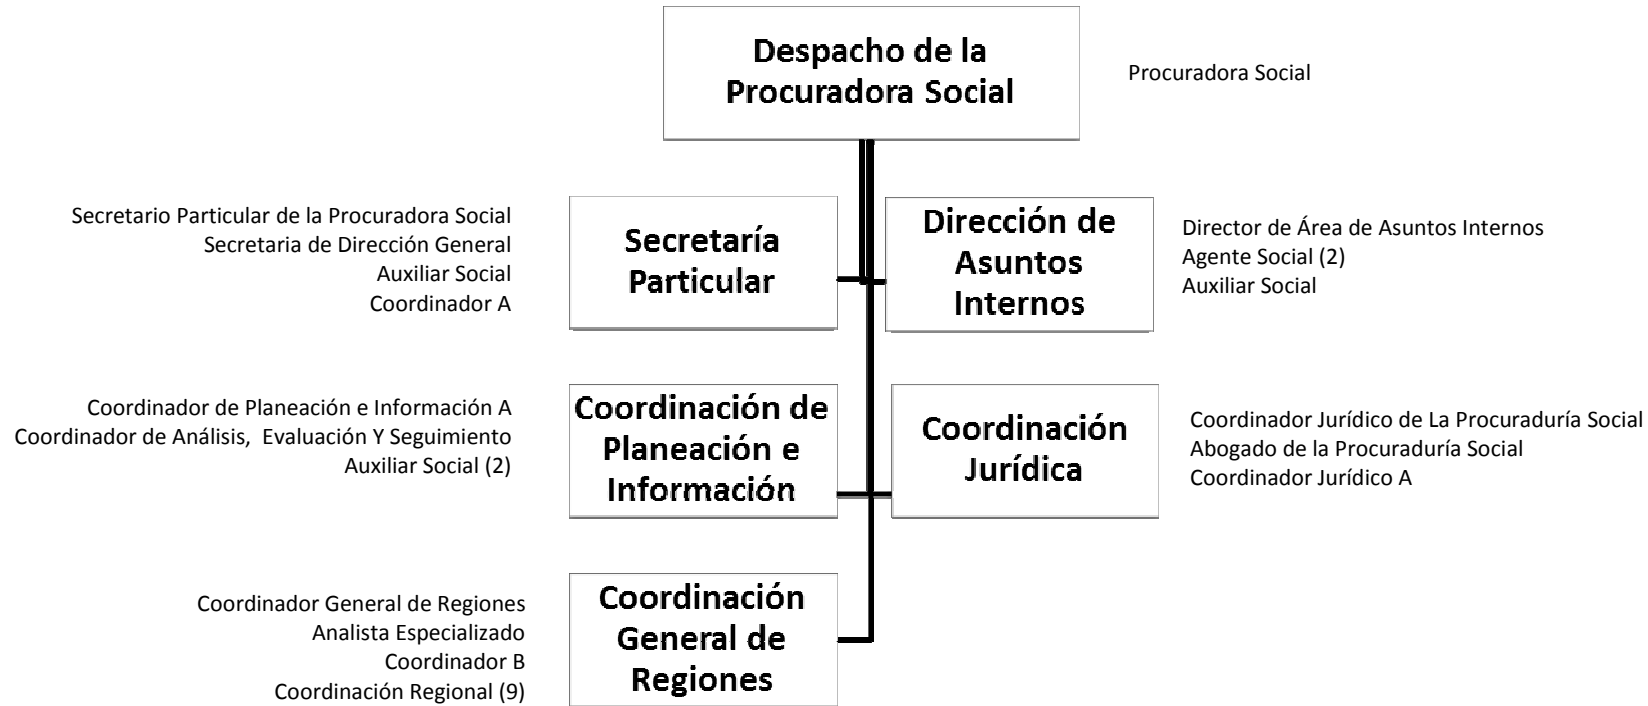 Despacho de la
Procuradora Social
Procuradora Social
Secretario Particular de la Procuradora Social
Secretaria de Dirección General
Auxiliar Social
Coordinador A
Secretaría
Particular
Dirección de
Asuntos
Internos
Director de Área de Asuntos Internos
Agente Social (2)
Auxiliar Social
Coordinador de Planeación e Información A
Coordinador de Análisis,  Evaluación Y Seguimiento
Auxiliar Social (2)
Coordinación de
Planeación e
Información
Coordinación
Jurídica
Coordinador Jurídico de La Procuraduría Social
Abogado de la Procuraduría Social
Coordinador Jurídico A
Coordinador General de Regiones
Analista Especializado
Coordinador B
Coordinación Regional (9)
Coordinación
General de
Regiones